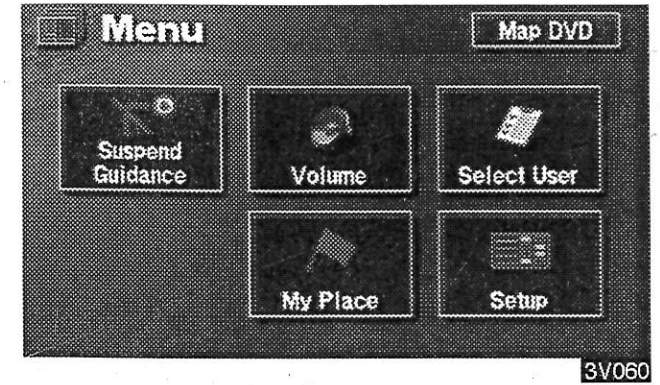 Menu
Map DVD
Suspend
Guidance
Volume
Select User
My Place
Setup
3V060